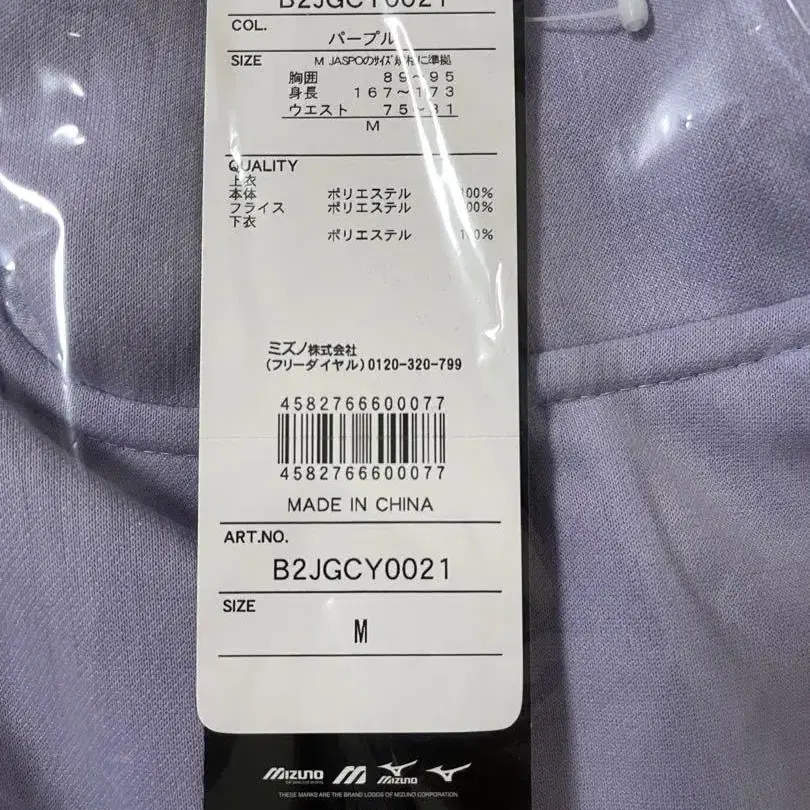 B2JGCY0021
COL.
パープル
SIZE
M JASPOのサイズ規格に準拠
胸囲 89~95
身長 167~173
ウエスト 75~81
M
QUALITY
上衣
本体 ポリエステル 100%
フライス ポリエステル 100%
下衣
ポリエステル 100%
ミズノ株式会社
(フリーダイヤル)0120-320-799
4582766600077
4582766600077
MADE IN CHINA
ART.NO.
B2JGCY0021
SIZE
M
MIZUNO MIZUNO
THESE MARKS ARE THE BRAND LOGOS OF MIZUNO CORPORATION.